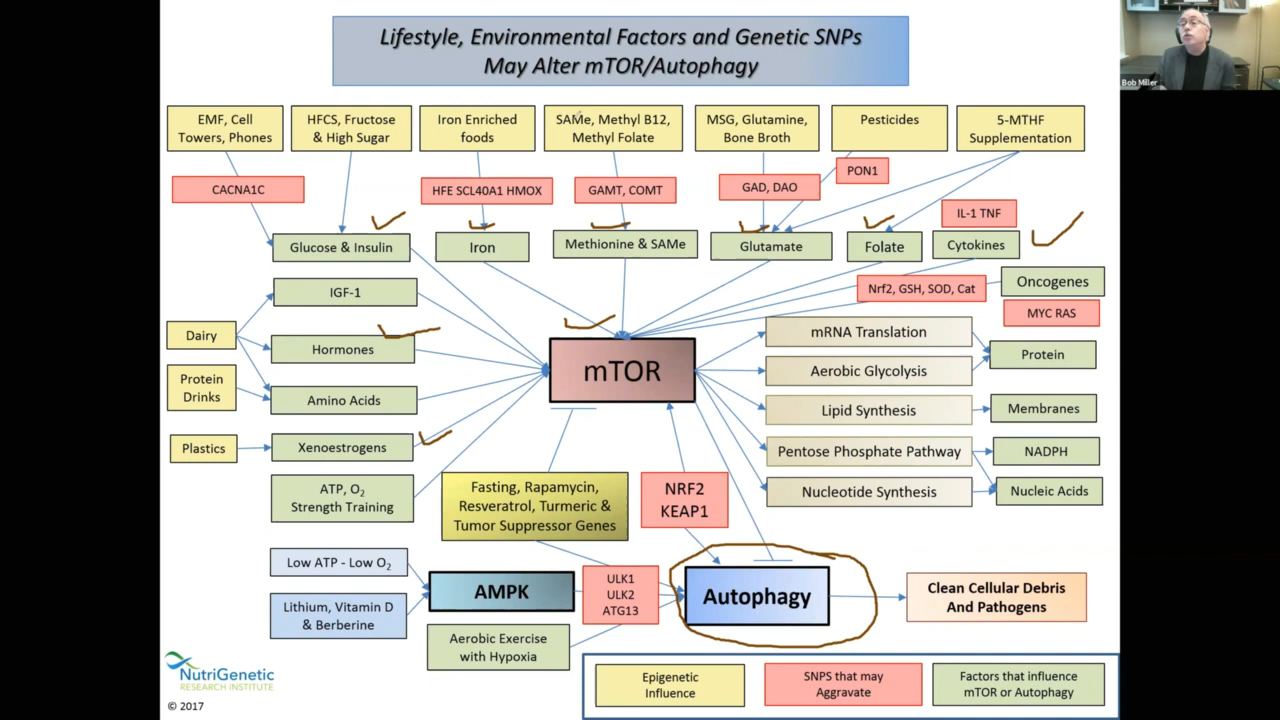 Lifestyle, Environmental Factors and Genetic SNPs
May Alter mTOR/Autophagy
Bob Miller
EMF, Cell
Towers, Phones
HFCS, Fructose
& High Sugar
Iron Enriched
foods
SAMe, Methyl B12,
Methyl Folate
MSG, Glutamine,
Bone Broth
Pesticides
5-MTHF
Supplementation
CACNA1C
HFE SCL40A1 HMOX
GAMT, COMT
GAD, DAO
PON1
IL-1 TNF
Glucose & Insulin
Iron
Methionine & SAMe
Glutamate
Folate
Cytokines
Nrf2, GSH, SOD, Cat
Oncogenes
MYC RAS
IGF-1
Dairy
Hormones
Protein
Drinks
Amino Acids
Plastics
Xenoestrogens
ATP, O2
Strength Training
mTOR
mRNA Translation
Aerobic Glycolysis
Protein
Lipid Synthesis
Membranes
Pentose Phosphate Pathway
NADPH
Nucleotide Synthesis
Nucleic Acids
Fasting, Rapamycin,
Resveratrol, Turmeric &
Tumor Suppressor Genes
NRF2
KEAP1
Low ATP - Low O2
Lithium, Vitamin D
& Berberine
AMPK
ULK1
ULK2
ATG13
Autophagy
Clean Cellular Debris
And Pathogens
Aerobic Exercise
with Hypoxia
NutriGenetic
RESEARCH INSTITUTE
© 2017
Epigenetic
Influence
SNPS that may
Aggravate
Factors that influence
mTOR or Autophagy